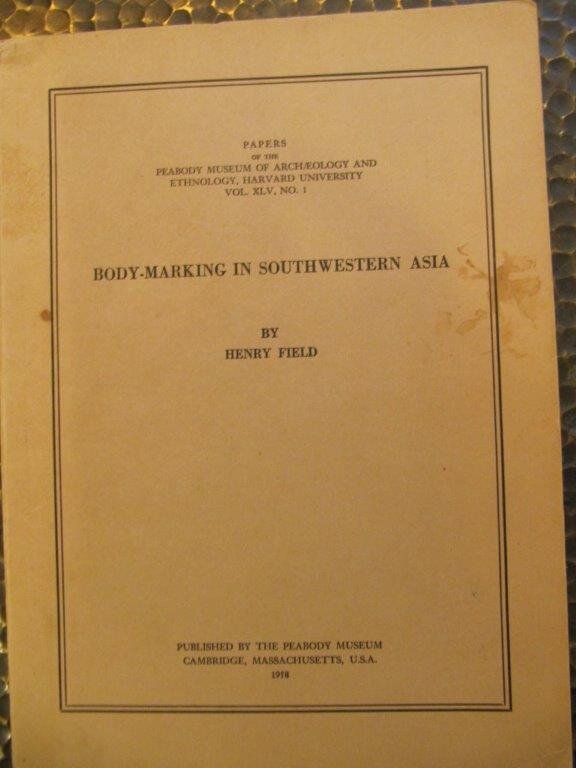 PAPERS
OF THE
PEABODY MUSEUM OF ARCHÆOLOGY AND
ETHNOLOGY, HARVARD UNIVERSITY
VOL. XLV, NO. 1
BODY-MARKING IN SOUTHWESTERN ASIA
BY
HENRY FIELD
PUBLISHED BY THE PEABODY MUSEUM
CAMBRIDGE, MASSACHUSETTS, U.S.A.
1958